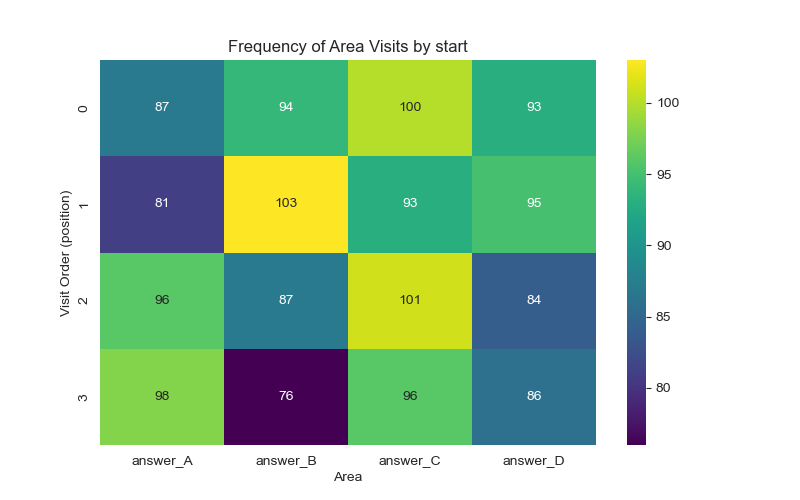 Frequency of Area Visits by start
0 87 94 100 93
1 81 103 93 95
2 96 87 101 84
3 98 76 96 86
answer_A answer_B answer_C answer_D
Area
Visit Order (position)
100
95
90
85
80